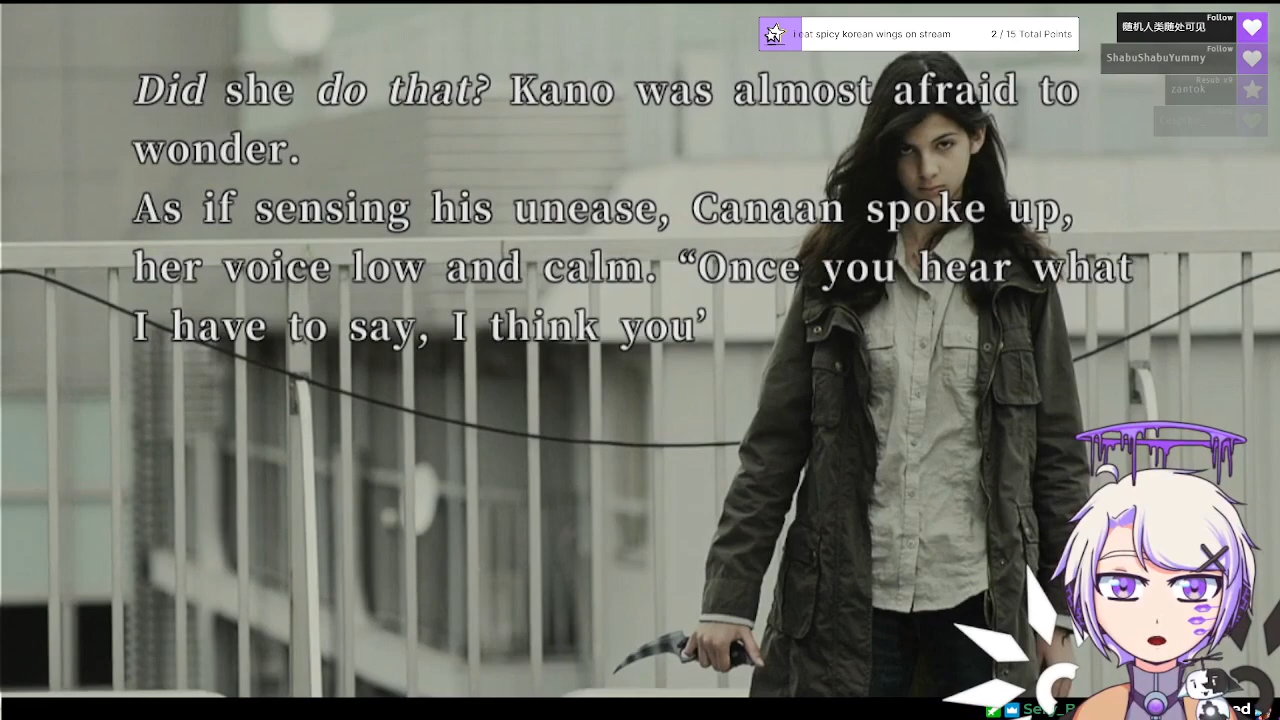 i eat spicy korean wings on stream 2 / 15 Total Points
Follow
随机人类随处可见
Follow
ShabuShabuYummy
Resub x9
zantok
Did she do that? Kano was almost afraid to
wonder.
As if sensing his unease, Canaan spoke up,
her voice low and calm. “Once you hear what
I have to say, I think you’